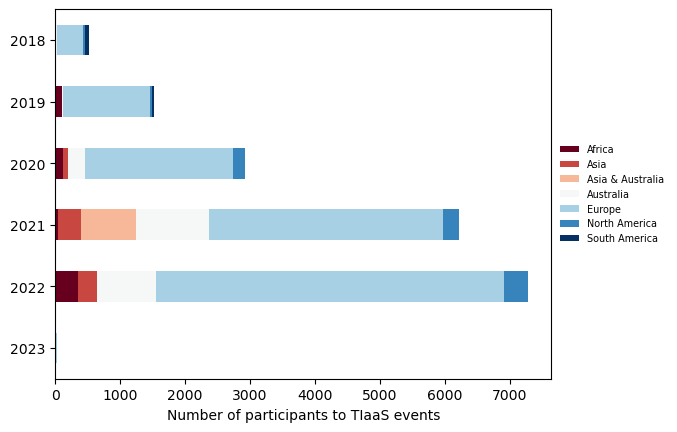 2018
2019
2020
2021
2022
2023
0 1000 2000 3000 4000 5000 6000 7000
Number of participants to TIaaS events
Africa
Asia
Asia & Australia
Australia
Europe
North America
South America